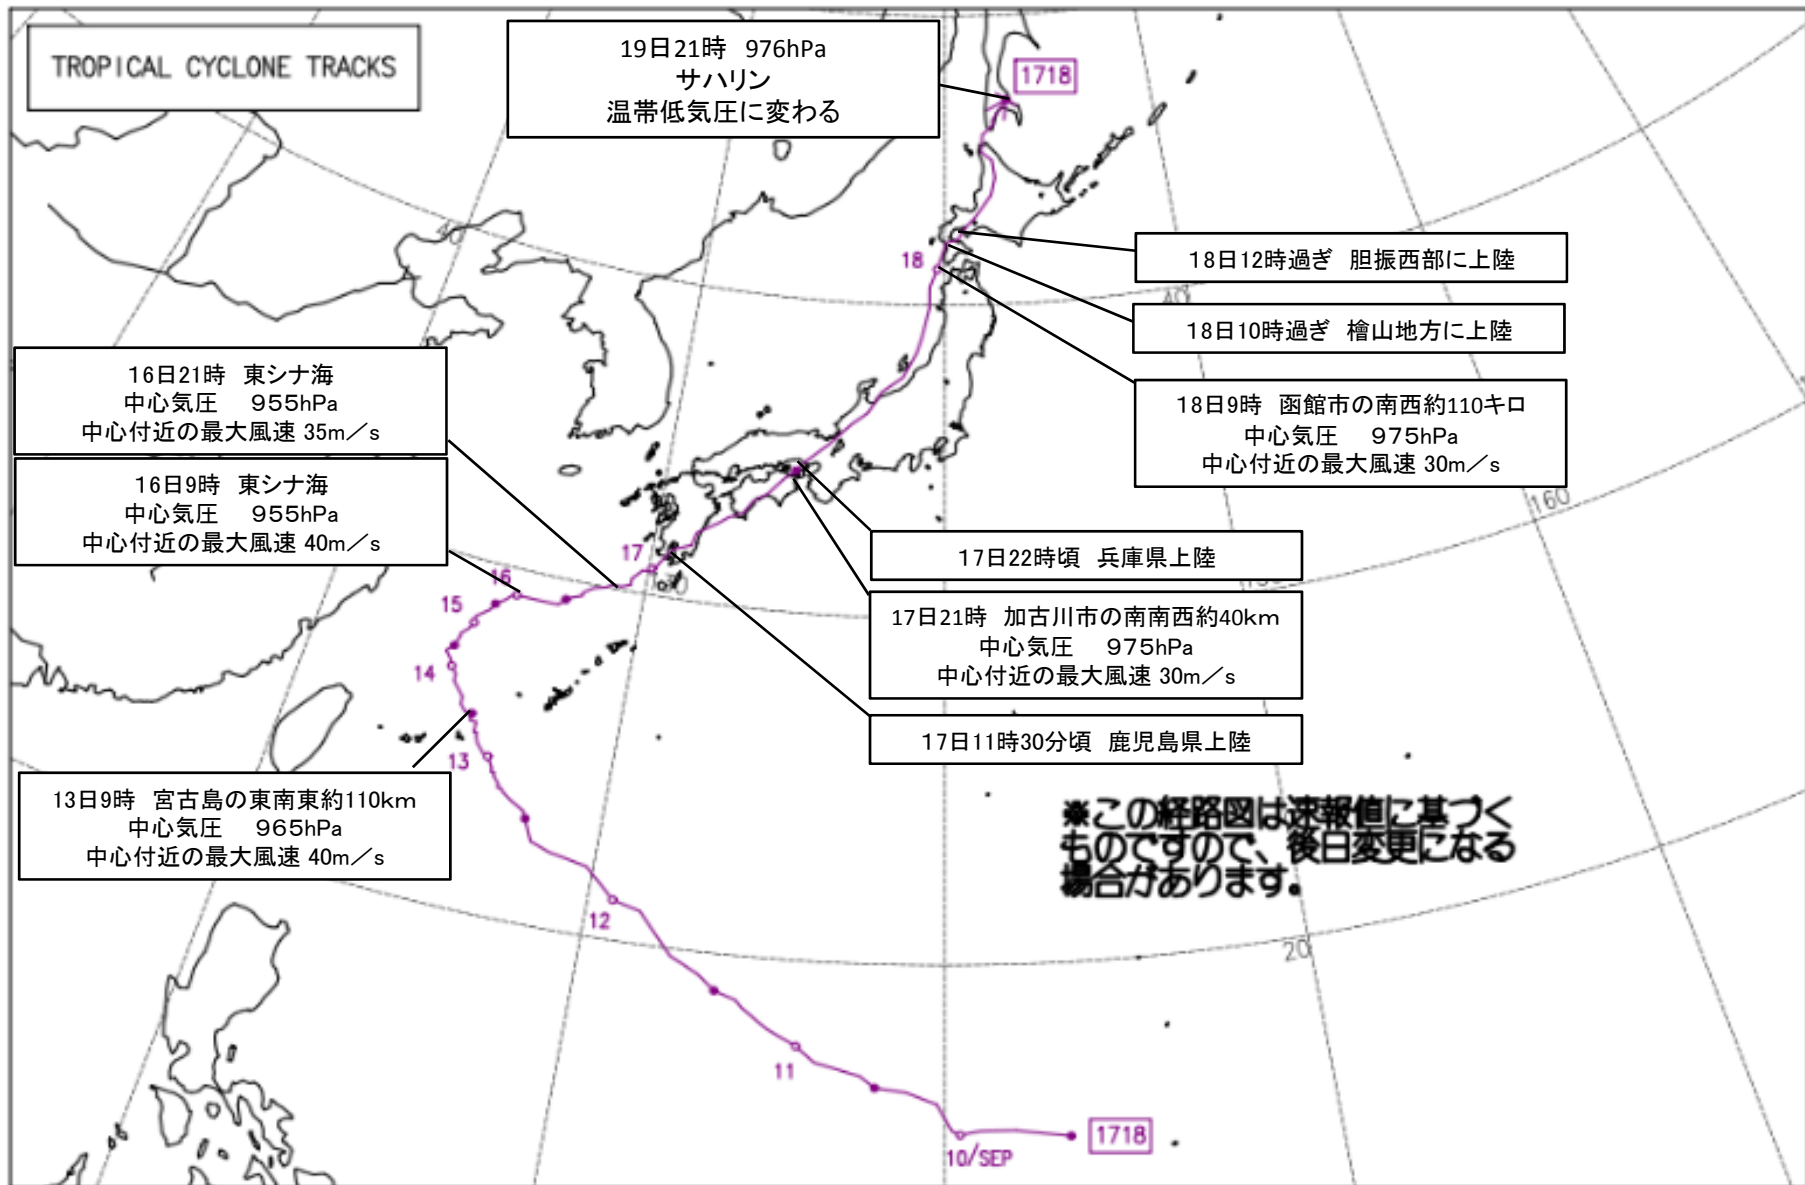 TROPICAL CYCLONE TRACKS
19日21時 976hPa
サハリン
温帯低気圧に変わる
1718
40
18
18日12時過ぎ 胆振西部に上陸
40
18日10時過ぎ 檜山地方に上陸
16日21時 東シナ海
中心気圧 955hPa
中心付近の最大風速 35m/s
18日9時 函館市の南西約110キロ
中心気圧 975hPa
中心付近の最大風速 30m/s
16日9時 東シナ海
中心気圧 955hPa
中心付近の最大風速 40m/s
160
17
17日22時頃 兵庫県上陸
16
15
17日21時 加古川市の南南西約40km
中心気圧 975hPa
中心付近の最大風速 30m/s
14
17日11時30分頃 鹿児島県上陸
13
13日9時 宮古島の東南東約110km
中心気圧 965hPa
中心付近の最大風速 40m/s
※この経路図は速報値に基づく
ものですので、後日変更になる
場合があります。
12
20
11
1718
10/SEP